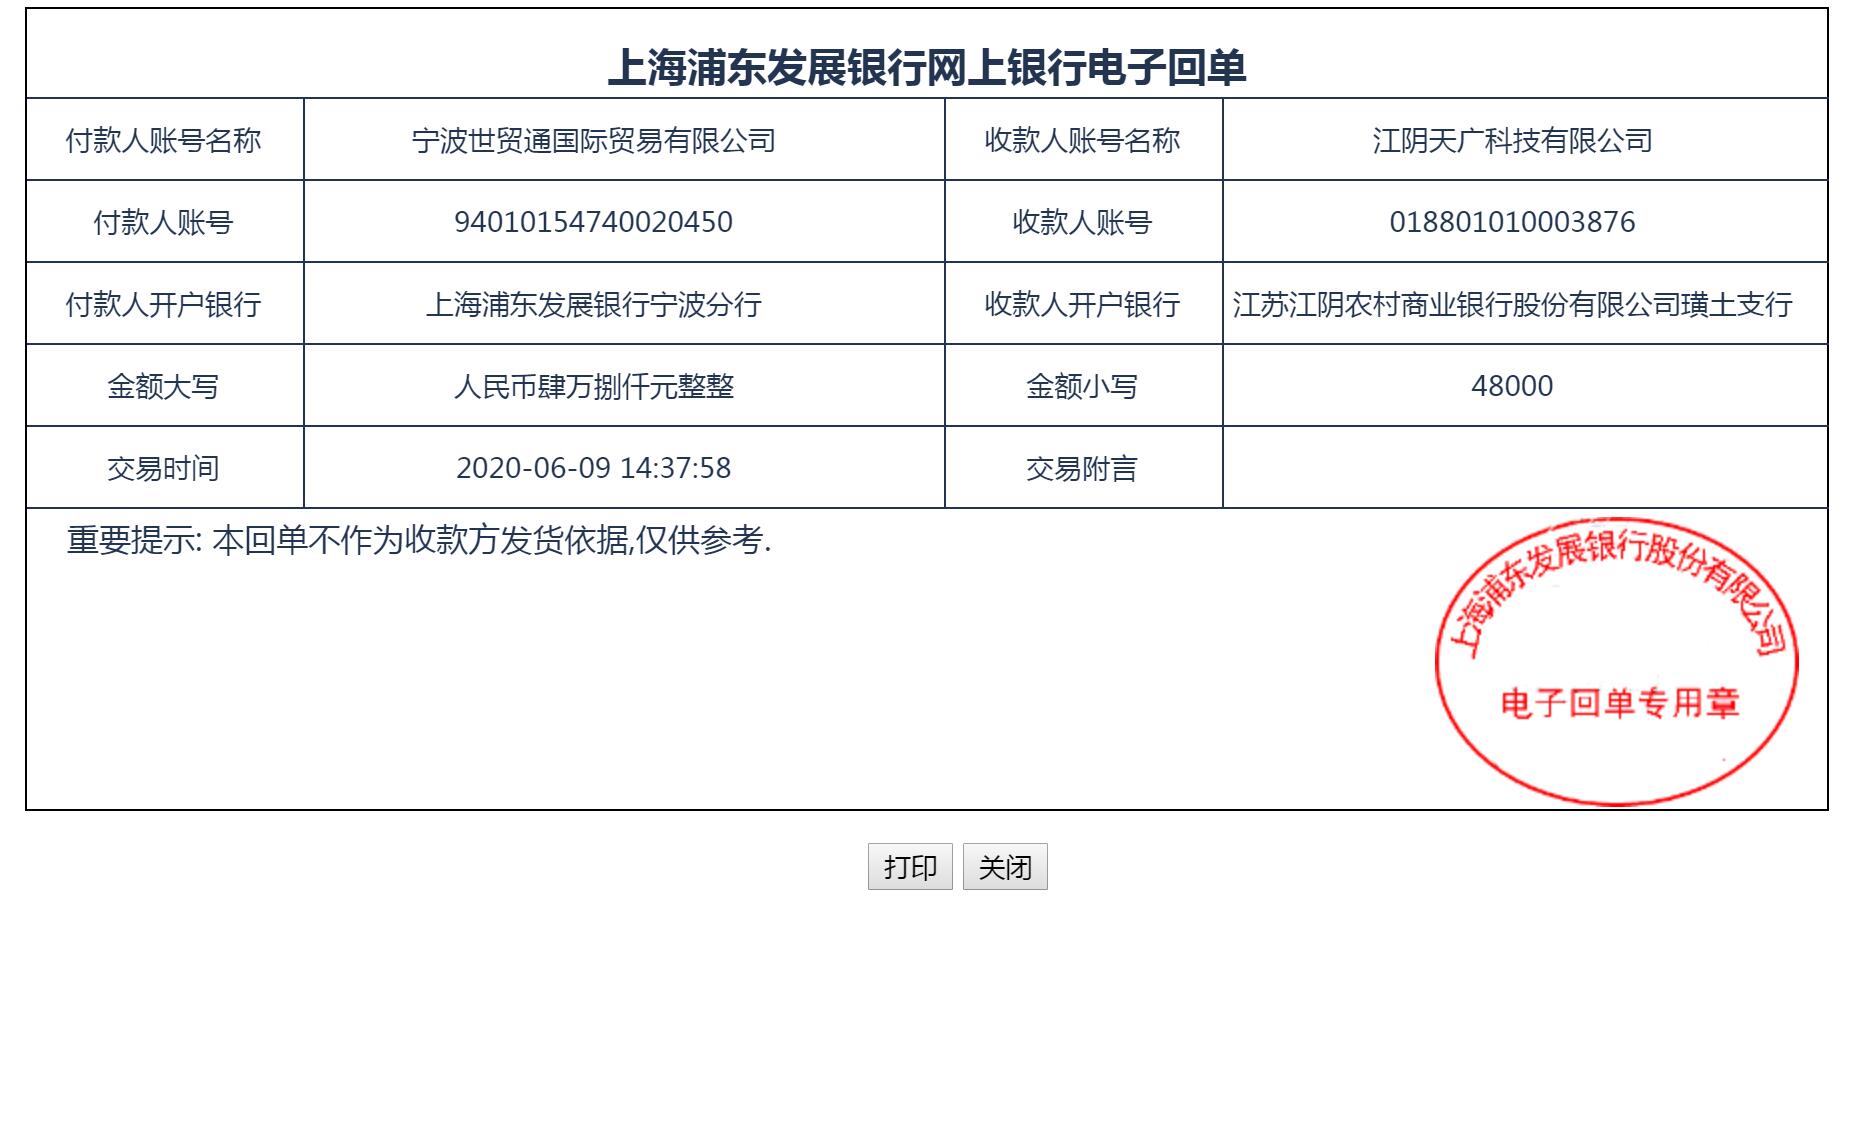 上海浦东发展银行网上银行电子回单
付款人账号名称 宁波世贸通国际贸易有限公司 收款人账号名称 江阴天广科技有限公司
付款人账号 94010154740020450 收款人账号 018801010003876
付款人开户银行 上海浦东发展银行宁波分行 收款人开户银行 江苏江阴农村商业银行股份有限公司璜土支行
金额大写 人民币肆万捌仟元整整 金额小写 48000
交易时间 2020-06-09 14:37:58 交易附言
重要提示: 本回单不作为收款方发货依据,仅供参考.
上海浦东发展银行股份有限公司
电子回单专用章
打印 关闭